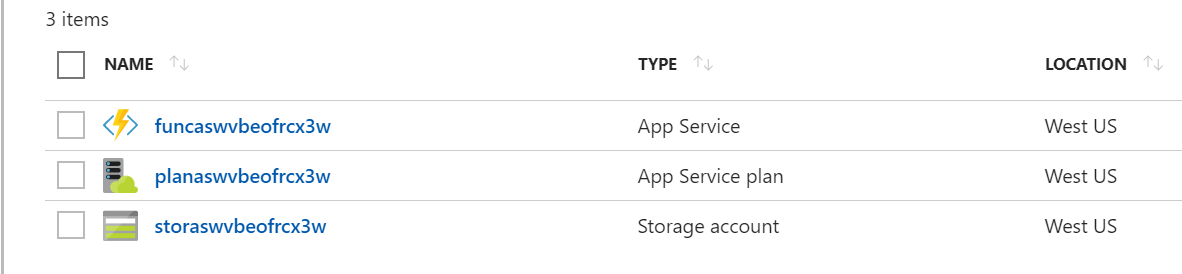 3 items
NAME TYPE LOCATION
funcaswvbeofrcx3w App Service West US
planaswvbeofrcx3w App Service plan West US
storaswvbeofrcx3w Storage account West US